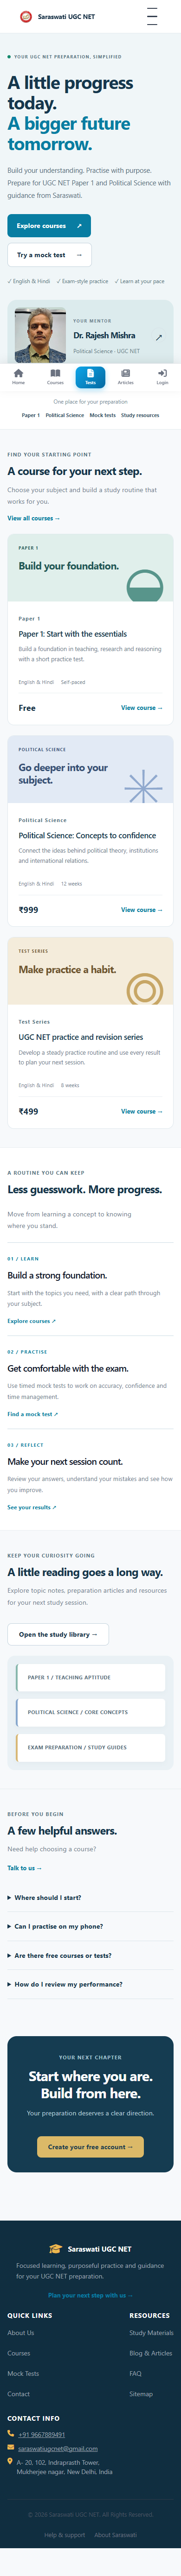 Saraswati UGC NET
YOUR UGC NET PREPARATION, SIMPLIFIED
A little progress
today.
A bigger future
tomorrow.
Build your understanding. Practise with purpose.
Prepare for UGC NET Paper 1 and Political Science with
guidance from Saraswati.
Explore courses ↗
Try a mock test →
✓ English & Hindi ✓ Exam-style practice ✓ Learn at your pace
YOUR MENTOR
Dr. Rajesh Mishra
Political Science · UGC NET
↗
Home Courses Tests Articles Login
One place for your preparation
Paper 1 Political Science Mock tests Study resources
FIND YOUR STARTING POINT
A course for your next step.
Choose your subject and build a study routine that
works for you.
View all courses →
PAPER 1
Build your foundation.
Paper 1
Paper 1: Start with the essentials
Build a foundation in teaching, research and reasoning
with a short practice test.
English & Hindi Self-paced
Free View course →
POLITICAL SCIENCE
Go deeper into your
subject.
Political Science
Political Science: Concepts to confidence
Connect the ideas behind political theory, institutions
and international relations.
English & Hindi 12 weeks
₹999 View course →
TEST SERIES
Make practice a habit.
Test Series
UGC NET practice and revision series
Develop a steady practice routine and use every result
to plan your next session.
English & Hindi 8 weeks
₹499 View course →
A ROUTINE YOU CAN KEEP
Less guesswork. More progress.
Move from learning a concept to knowing
where you stand.
01 / LEARN
Build a strong foundation.
Start with the topics you need, with a clear path through
your subject.
Explore courses ↗
02 / PRACTISE
Get comfortable with the exam.
Use timed mock tests to work on accuracy, confidence and
time management.
Find a mock test ↗
03 / REFLECT
Make your next session count.
Review your answers, understand your mistakes and see how
you improve.
See your results ↗
KEEP YOUR CURIOSITY GOING
A little reading goes a long way.
Explore topic notes, preparation articles and resources
for your next study session.
Open the study library →
PAPER 1 / TEACHING APTITUDE
POLITICAL SCIENCE / CORE CONCEPTS
EXAM PREPARATION / STUDY GUIDES
BEFORE YOU BEGIN
A few helpful answers.
Need help choosing a course?
Talk to us →
Where should I start?
Can I practise on my phone?
Are there free courses or tests?
How do I review my performance?
YOUR NEXT CHAPTER
Start where you are.
Build from here.
Your preparation deserves a clear direction.
Create your free account →
Saraswati UGC NET
Focused learning, purposeful practice and guidance
for your UGC NET preparation.
Plan your next step with us →
QUICK LINKS RESOURCES
About Us Study Materials
Courses Blog & Articles
Mock Tests FAQ
Contact Sitemap
CONTACT INFO
+91 9667889491
saraswatiugcnet@gmail.com
A- 20, 102, Indraprasth Tower,
Mukherjee nagar, New Delhi, India
© 2026 Saraswati UGC NET. All Rights Reserved.
Help & support About Saraswati